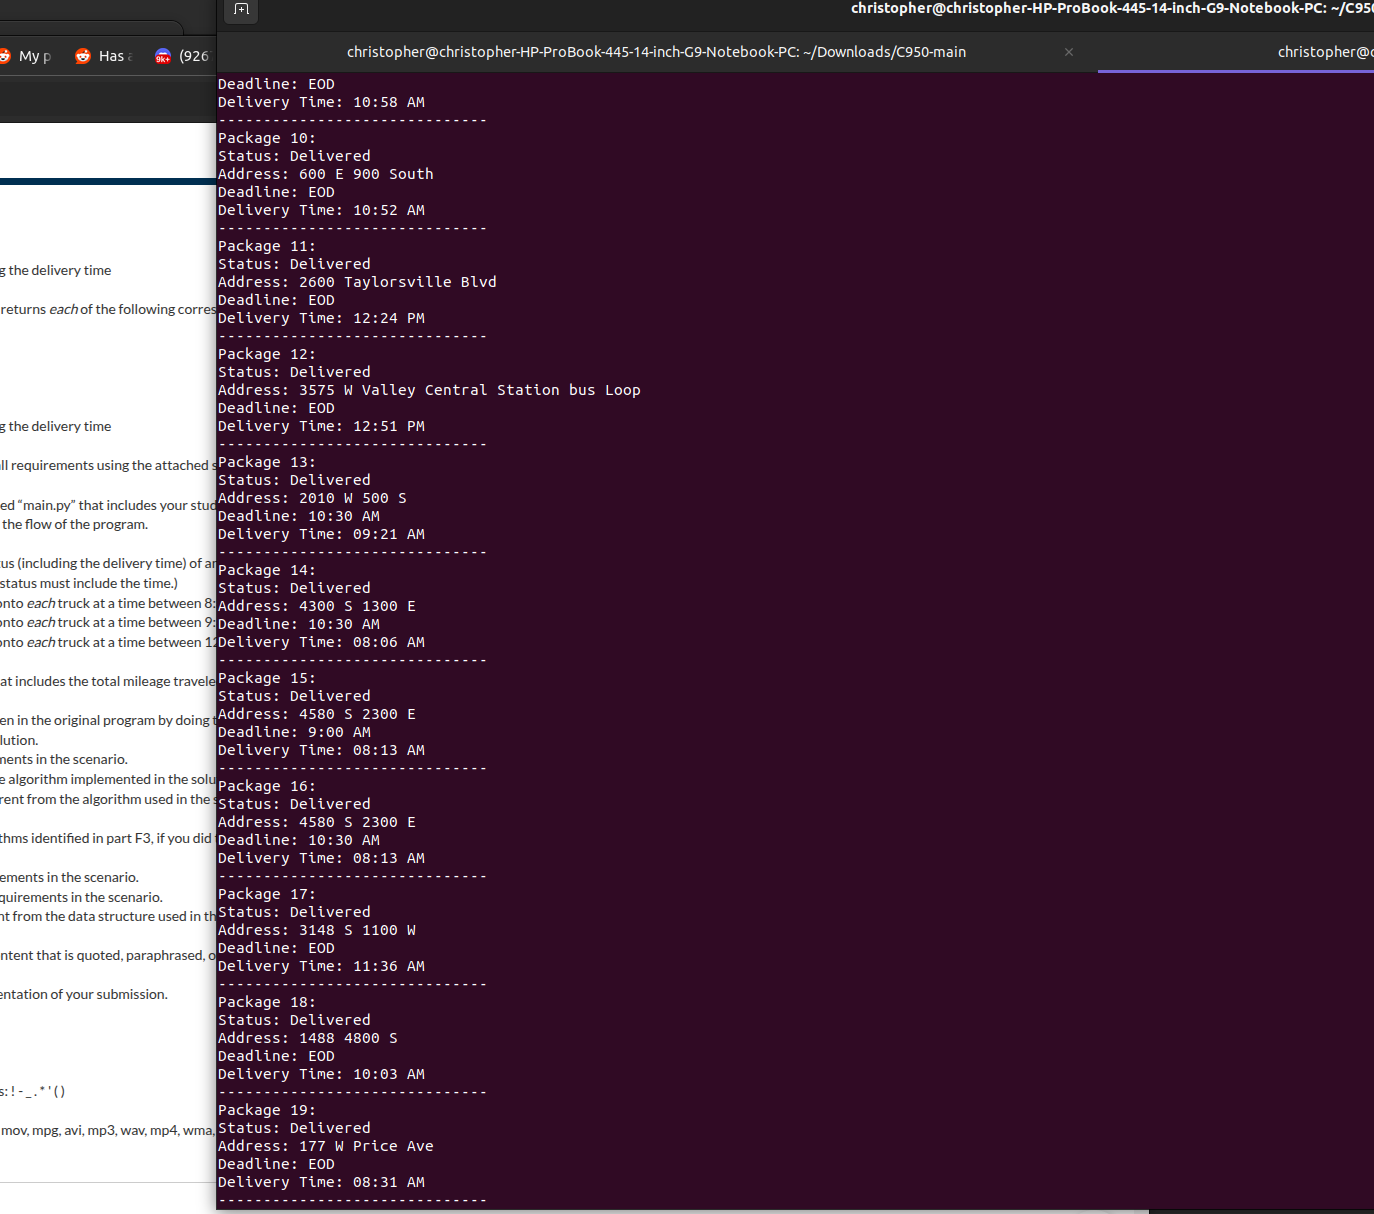 christopher@christopher-HP-ProBook-445-14-inch-G9-Notebook-PC: ~/C950
christopher@christopher-HP-ProBook-445-14-inch-G9-Notebook-PC: ~/Downloads/C950-main
×
christopher@c
My p
Has a
9k+
(926
g the delivery time
returns each of the following corres
g the delivery time
ll requirements using the attached s
ed “main.py” that includes your stud
the flow of the program.
tus (including the delivery time) of an
status must include the time.)
onto each truck at a time between 8:
onto each truck at a time between 9:
onto each truck at a time between 12
at includes the total mileage travele
en in the original program by doing t
lution.
ments in the scenario.
e algorithm implemented in the solu
rent from the algorithm used in the s
thms identified in part F3, if you did
ements in the scenario.
quirements in the scenario.
nt from the data structure used in th
ntent that is quoted, paraphrased, o
entation of your submission.
s: ! - _ . * ' ( )
mov, mpg, avi, mp3, wav, mp4, wma,
Deadline: EOD
Delivery Time: 10:58 AM
------------------------------
Package 10:
Status: Delivered
Address: 600 E 900 South
Deadline: EOD
Delivery Time: 10:52 AM
------------------------------
Package 11:
Status: Delivered
Address: 2600 Taylorsville Blvd
Deadline: EOD
Delivery Time: 12:24 PM
------------------------------
Package 12:
Status: Delivered
Address: 3575 W Valley Central Station bus Loop
Deadline: EOD
Delivery Time: 12:51 PM
------------------------------
Package 13:
Status: Delivered
Address: 2010 W 500 S
Deadline: 10:30 AM
Delivery Time: 09:21 AM
------------------------------
Package 14:
Status: Delivered
Address: 4300 S 1300 E
Deadline: 10:30 AM
Delivery Time: 08:06 AM
------------------------------
Package 15:
Status: Delivered
Address: 4580 S 2300 E
Deadline: 9:00 AM
Delivery Time: 08:13 AM
------------------------------
Package 16:
Status: Delivered
Address: 4580 S 2300 E
Deadline: 10:30 AM
Delivery Time: 08:13 AM
------------------------------
Package 17:
Status: Delivered
Address: 3148 S 1100 W
Deadline: EOD
Delivery Time: 11:36 AM
------------------------------
Package 18:
Status: Delivered
Address: 1488 4800 S
Deadline: EOD
Delivery Time: 10:03 AM
------------------------------
Package 19:
Status: Delivered
Address: 177 W Price Ave
Deadline: EOD
Delivery Time: 08:31 AM
------------------------------